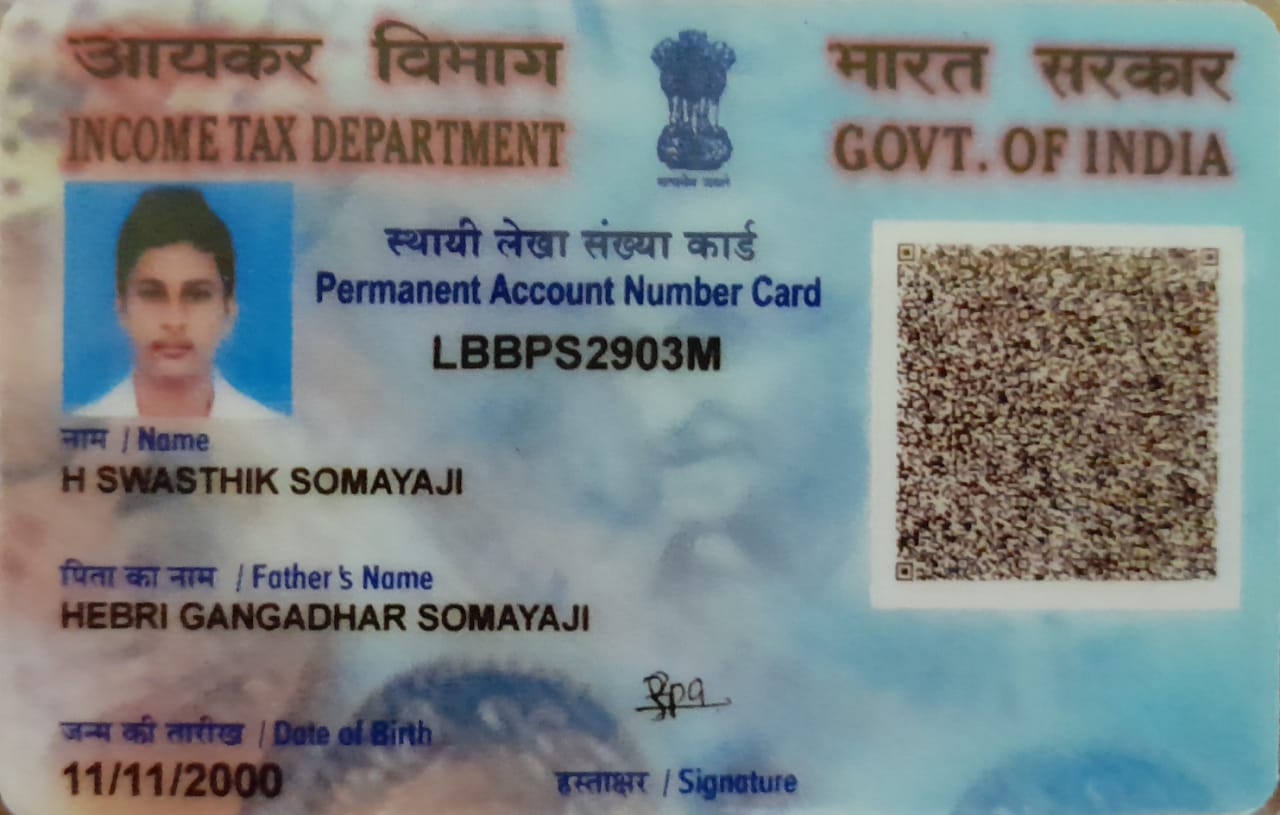 आयकर विभाग
INCOME TAX DEPARTMENT
भारत सरकार
GOVT. OF INDIA
सत्यमेव जयते
स्थायी लेखा संख्या कार्ड
Permanent Account Number Card
LBBPS2903M
नाम / Name
H SWASTHIK SOMAYAJI
पिता का नाम / Father's Name
HEBRI GANGADHAR SOMAYAJI
जन्म की तारीख / Date of Birth
11/11/2000
हस्ताक्षर / Signature